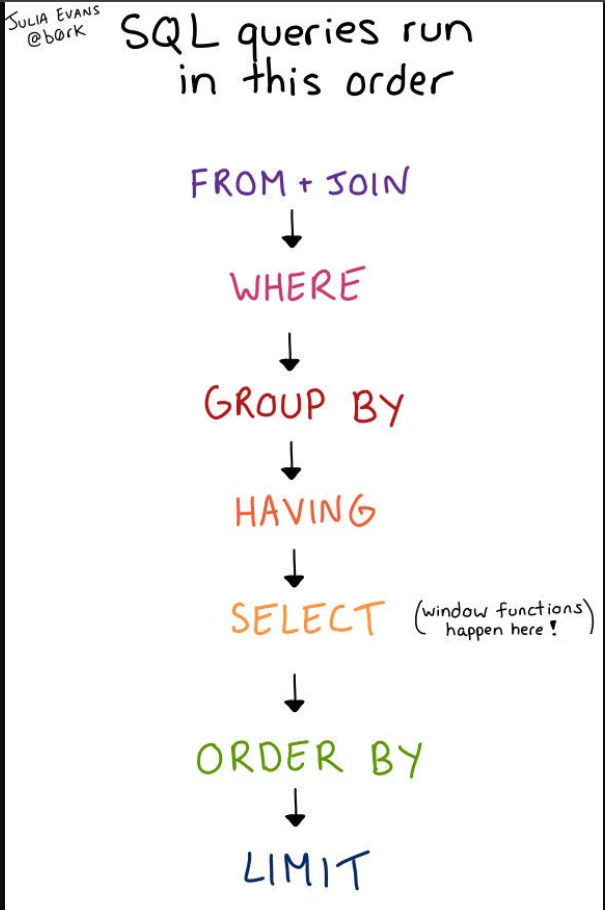 JULIA EVANS
@b0rk
SQL queries run
in this order
FROM + JOIN
WHERE
GROUP BY
HAVING
SELECT (window functions
happen here!)
ORDER BY
LIMIT